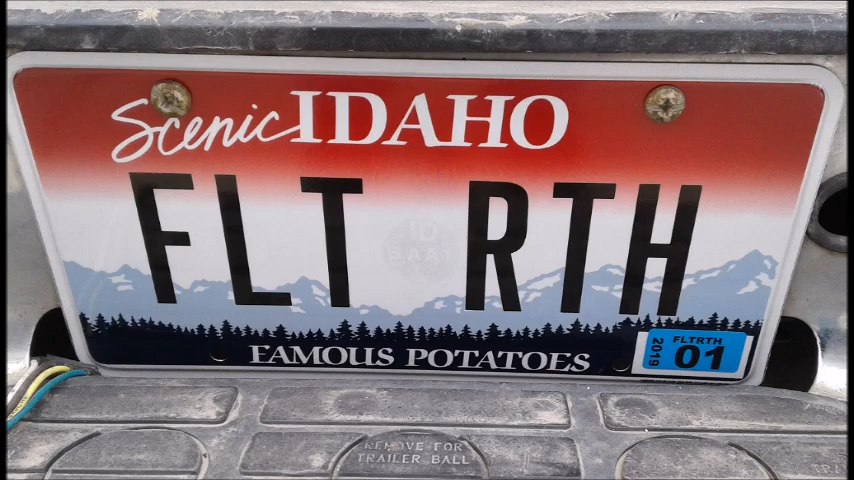 Scenic IDAHO
FLT RTH
FAMOUS POTATOES
2019
FLTRTH
01
REMOVE FOR
TRAILER BALL